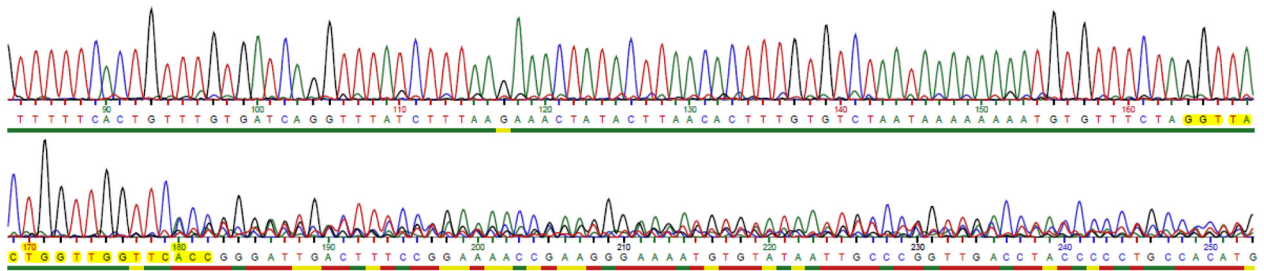 90 100 110 120 130 140 150 160
T T T T T C A C T G T T T G T G A T C A G G T T T A T C T T T A A G A A A C T A T A C T T A A C A C T T T G T G T C T A A T A A A A A A A A T G T G T T T C T A G G T T A
170 180 190 200 210 220 230 240 250
C T G G T T G G T T C A C C G G G A T T G A C T T T C C G G A A A A C C G A A G G G A A A A T G T G T A T A A T T G C C C G G T T G A C C T A C C C C C T G C C A C A T G